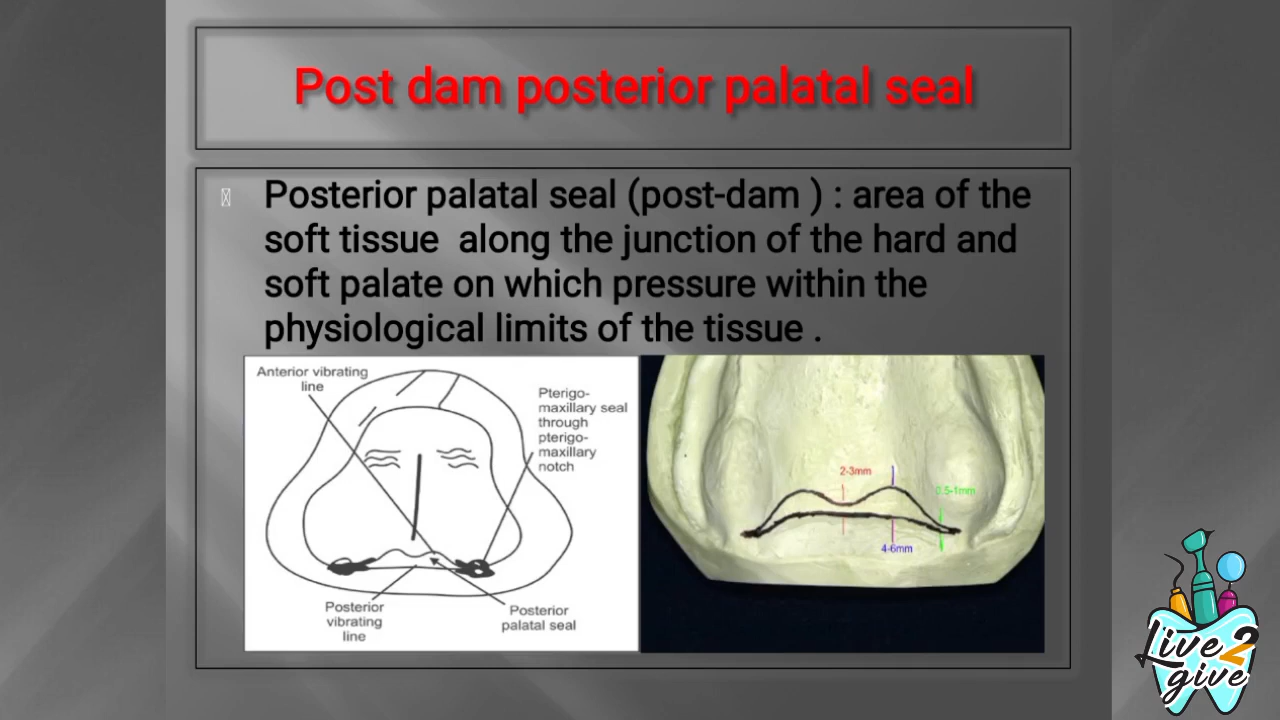 Post dam posterior palatal seal
Posterior palatal seal (post-dam ) : area of the
soft tissue  along the junction of the hard and
soft palate on which pressure within the
physiological limits of the tissue .
Anterior vibrating
line
Pterigo-
maxillary seal
through
pterigo-
maxillary
notch
Posterior
vibrating
line
Posterior
palatal seal
2-3mm
0.5-1mm
4-6mm
Live2
give